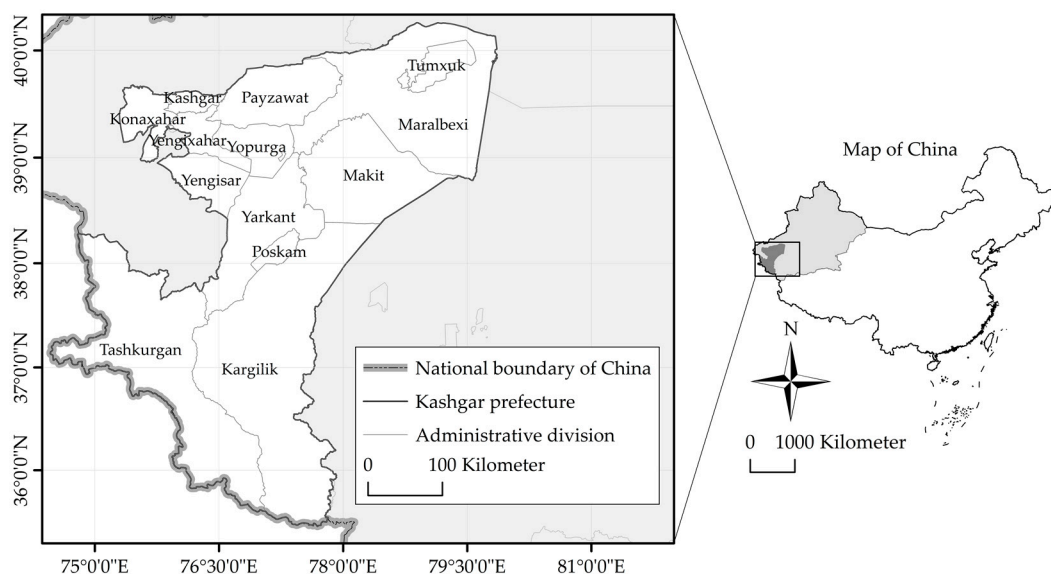 40°0'0"N
39°0'0"N
38°0'0"N
37°0'0"N
36°0'0"N
Tumxuk
Kashgar
Payzawat
Konaxahar
Maralbexi
Yengixahar
Yopurga
Yengisar
Makit
Yarkant
Poskam
Tashkurgan
Kargilik
National boundary of China
Kashgar prefecture
Administrative division
0 100 Kilometer
75°0'0"E
76°30'0"E
78°0'0"E
79°30'0"E
81°0'0"E
Map of China
N
0 1000 Kilometer